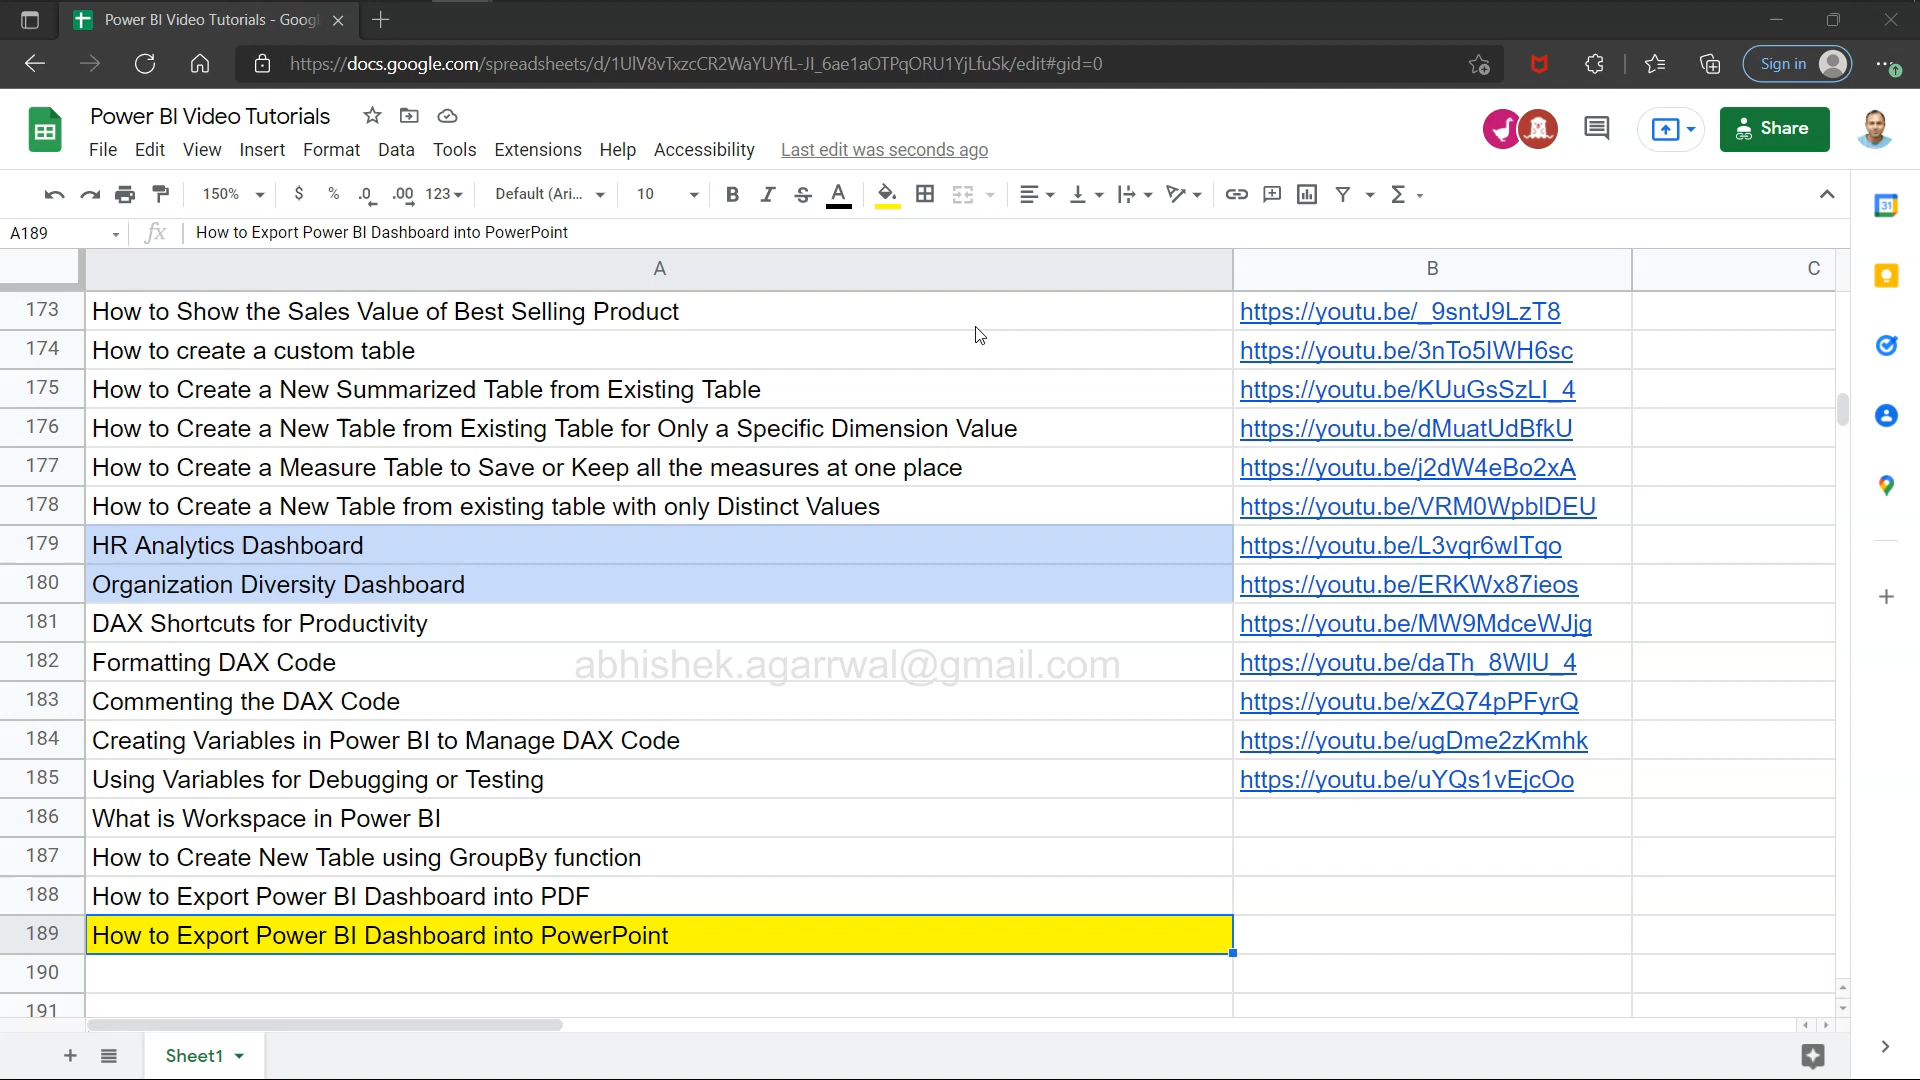 Power BI Video Tutorials - Goog
https://docs.google.com/spreadsheets/d/1UlV8vTxzcCR2WaYUYfL-JI_6ae1aOTPqORU1YjLfuSk/edit#gid=0
Sign in
Power BI Video Tutorials
File Edit View Insert Format Data Tools Extensions Help Accessibility Last edit was seconds ago
Share
150% $ % .0 .00 123 Default (Ari... 10 B I S A
31
A189 fx How to Export Power BI Dashboard into PowerPoint
A B C
173 How to Show the Sales Value of Best Selling Product https://youtu.be/_9sntJ9LzT8
174 How to create a custom table https://youtu.be/3nTo5IWH6sc
175 How to Create a New Summarized Table from Existing Table https://youtu.be/KUuGsSzLI_4
176 How to Create a New Table from Existing Table for Only a Specific Dimension Value https://youtu.be/dMuatUdBfkU
177 How to Create a Measure Table to Save or Keep all the measures at one place https://youtu.be/j2dW4eBo2xA
178 How to Create a New Table from existing table with only Distinct Values https://youtu.be/VRM0WpblDEU
179 HR Analytics Dashboard https://youtu.be/L3vqr6wITqo
180 Organization Diversity Dashboard https://youtu.be/ERKWx87ieos
181 DAX Shortcuts for Productivity https://youtu.be/MW9MdceWJjg
182 Formatting DAX Code abhishek.agarrwal@gmail.com https://youtu.be/daTh_8WlU_4
183 Commenting the DAX Code https://youtu.be/xZQ74pPFyrQ
184 Creating Variables in Power BI to Manage DAX Code https://youtu.be/ugDme2zKmhk
185 Using Variables for Debugging or Testing https://youtu.be/uYQs1vEjcOo
186 What is Workspace in Power BI
187 How to Create New Table using GroupBy function
188 How to Export Power BI Dashboard into PDF
189 How to Export Power BI Dashboard into PowerPoint
190
191
Sheet1